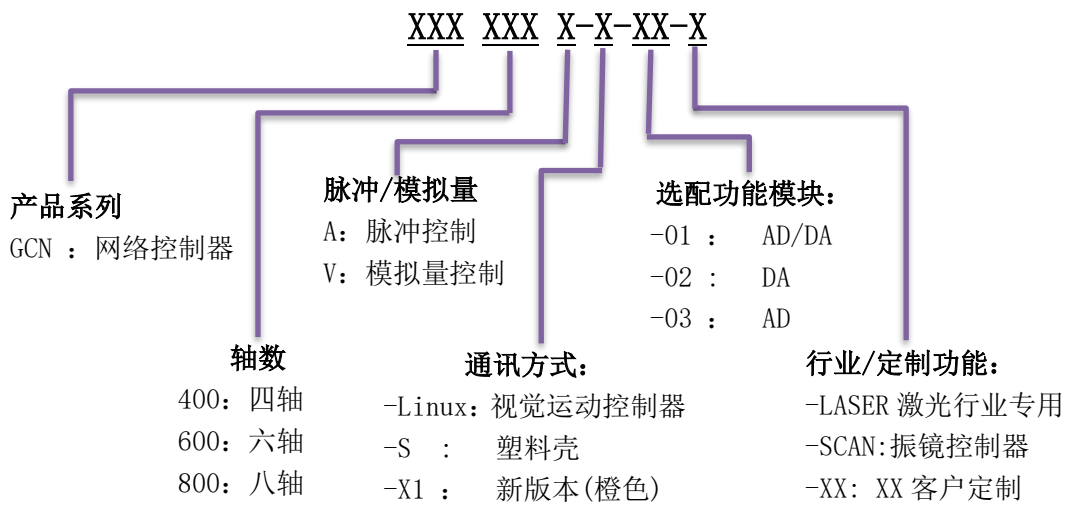 XXX XXX X-X-XX-X
产品系列
GCN ：网络控制器
脉冲/模拟量
A：脉冲控制
V：模拟量控制
选配功能模块：
-01 ： AD/DA
-02 ： DA
-03 ： AD
轴数
400：四轴
600：六轴
800：八轴
通讯方式：
-Linux：视觉运动控制器
-S ： 塑料壳
-X1 ： 新版本(橙色)
行业/定制功能：
-LASER 激光行业专用
-SCAN:振镜控制器
-XX: XX 客户定制